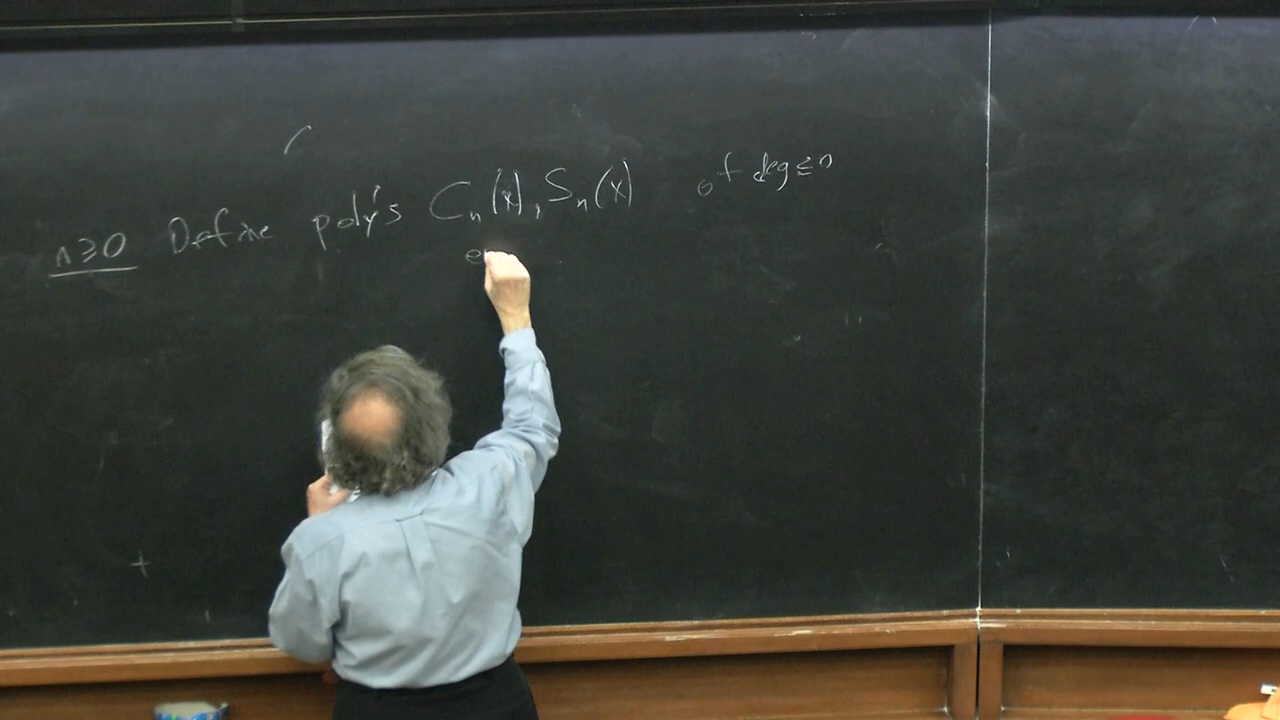 n ≥ 0 Define poly's Cₙ(x), Sₙ(x) of deg ≤ n
e